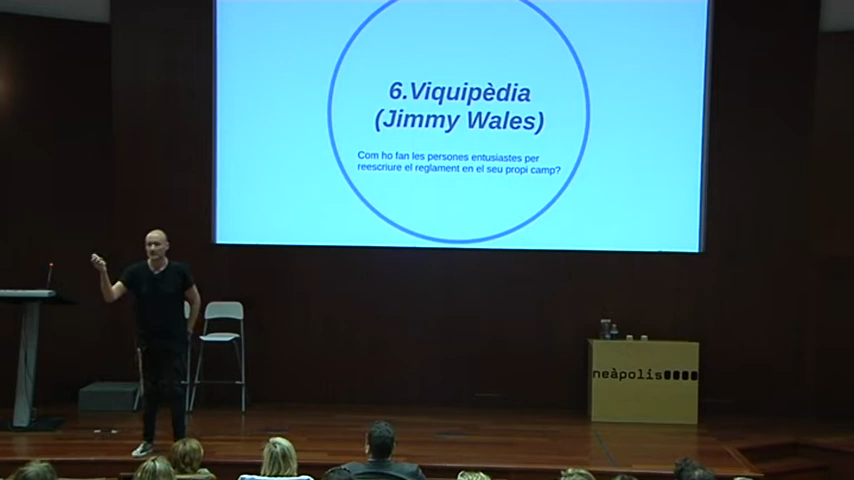 6.Viquipèdia
(Jimmy Wales)
Com ho fan les persones entusiastes per
reescriure el reglament en el seu propi camp?
neàpolis